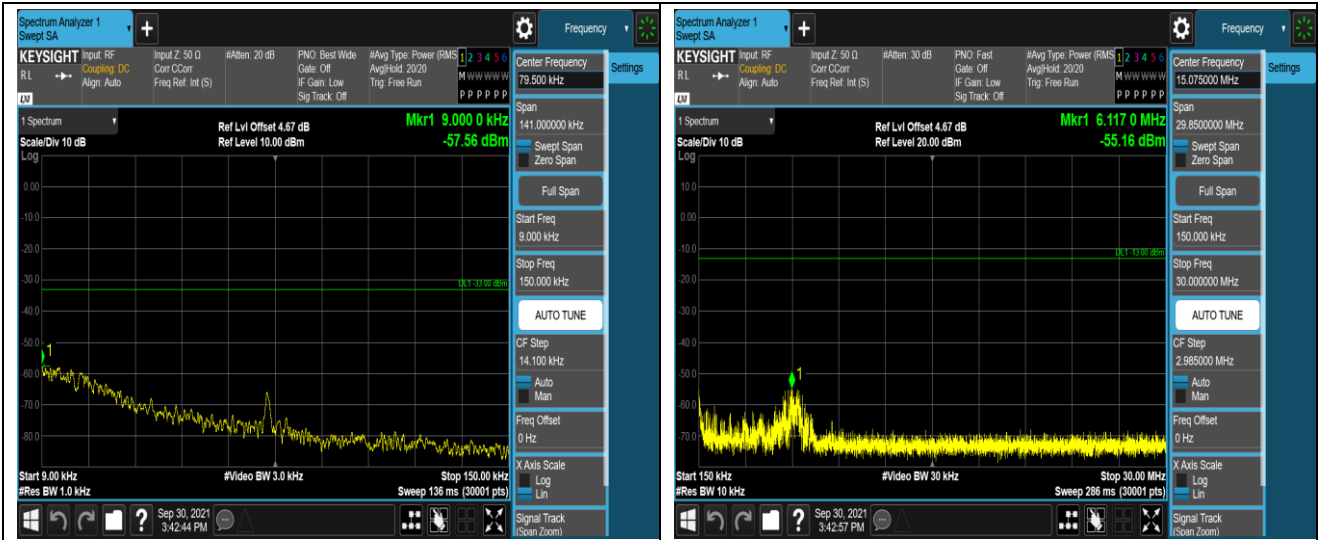 Spectrum Analyzer 1
Swept SA
+
Frequency
KEYSIGHT
RL
LXI
Input: RF
Coupling: DC
Align: Auto
Input Z: 50 Ω
Corr CCorr
Freq Ref: Int (S)
#Atten: 20 dB
PNO: Best Wide
Gate: Off
IF Gain: Low
Sig Track: Off
#Avg Type: Power (RMS
Avg|Hold: 20/20
Trig: Free Run
1 2 3 4 5 6
M W W W W W
P P P P P P
Center Frequency
79.500 kHz
Settings
Span
141.000000 kHz
Swept Span
Zero Span
Full Span
Start Freq
9.000 kHz
Stop Freq
150.000 kHz
AUTO TUNE
CF Step
14.100 kHz
Auto
Man
Freq Offset
0 Hz
X Axis Scale
Log
Lin
Signal Track
(Span Zoom)
1 Spectrum
Scale/Div 10 dB
Log
Ref Lvl Offset 4.67 dB
Ref Level 10.00 dBm
Mkr1 9.000 0 kHz
-57.56 dBm
0.00
-10.0
-20.0
-30.0
DL1 -33.00 dBm
-40.0
-50.0
1
-60.0
-70.0
-80.0
Start 9.00 kHz
#Video BW 3.0 kHz
Stop 150.00 kHz
#Res BW 1.0 kHz
Sweep 136 ms (30001 pts)
?
Sep 30, 2021
3:42:44 PM
Spectrum Analyzer 1
Swept SA
+
Frequency
KEYSIGHT
RL
LXI
Input: RF
Coupling: DC
Align: Auto
Input Z: 50 Ω
Corr CCorr
Freq Ref: Int (S)
#Atten: 30 dB
PNO: Fast
Gate: Off
IF Gain: Low
Sig Track: Off
#Avg Type: Power (RMS
Avg|Hold: 20/20
Trig: Free Run
1 2 3 4 5 6
M W W W W W
P P P P P P
Center Frequency
15.075000 MHz
Settings
Span
29.8500000 MHz
Swept Span
Zero Span
Full Span
Start Freq
150.000 kHz
Stop Freq
30.000000 MHz
AUTO TUNE
CF Step
2.985000 MHz
Auto
Man
Freq Offset
0 Hz
X Axis Scale
Log
Lin
Signal Track
(Span Zoom)
1 Spectrum
Scale/Div 10 dB
Log
Ref Lvl Offset 4.67 dB
Ref Level 20.00 dBm
Mkr1 6.117 0 MHz
-55.16 dBm
10.0
0.00
-10.0
DL1 -13.00 dBm
-20.0
-30.0
-40.0
-50.0
1
-60.0
-70.0
Start 150 kHz
#Video BW 30 kHz
Stop 30.00 MHz
#Res BW 10 kHz
Sweep 286 ms (30001 pts)
?
Sep 30, 2021
3:42:57 PM